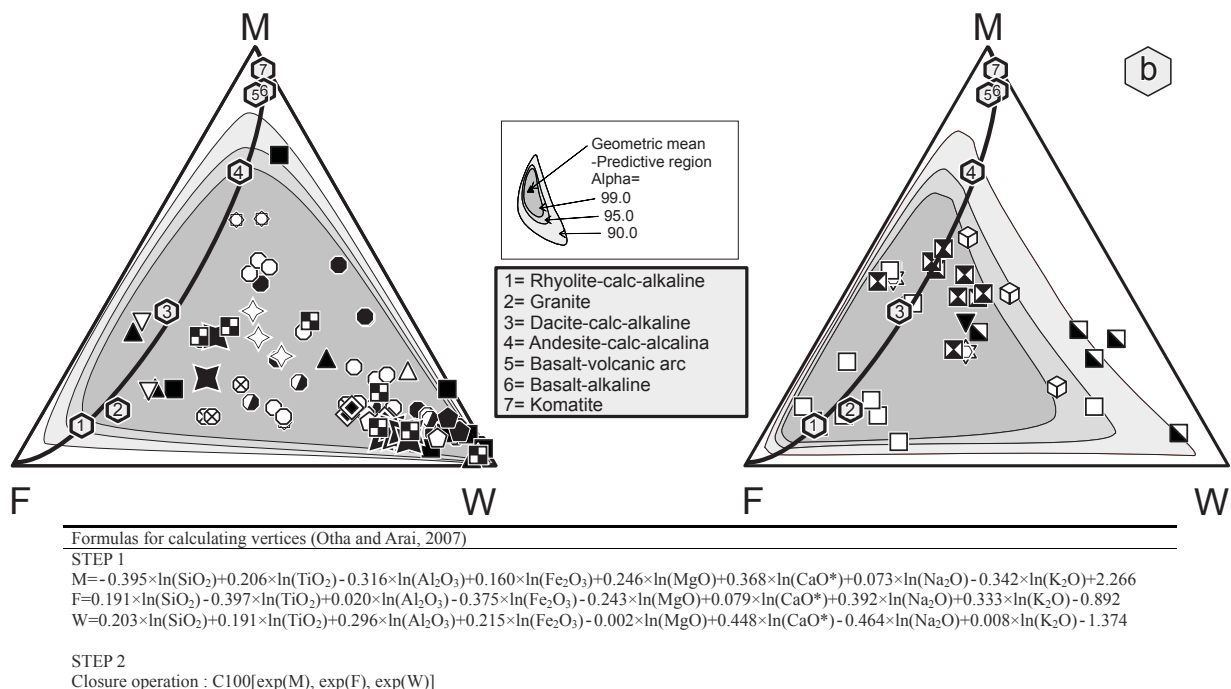 M
M
b
7
5 6
4
3
2
1
7
5 6
4
3
2
1
Geometric mean
-Predictive region
Alpha=
99.0
95.0
90.0
1= Rhyolite-calc-alkaline
2= Granite
3= Dacite-calc-alkaline
4= Andesite-calc-alcalina
5= Basalt-volcanic arc
6= Basalt-alkaline
7= Komatite
F
W
F
W
Formulas for calculating vertices (Otha and Arai, 2007)
STEP 1
M=-0.395×ln(SiO₂)+0.206×ln(TiO₂)-0.316×ln(Al₂O₃)+0.160×ln(Fe₂O₃)+0.246×ln(MgO)+0.368×ln(CaO*)+0.073×ln(Na₂O)-0.342×ln(K₂O)+2.266
F=0.191×ln(SiO₂)-0.397×ln(TiO₂)+0.020×ln(Al₂O₃)-0.375×ln(Fe₂O₃)-0.243×ln(MgO)+0.079×ln(CaO*)+0.392×ln(Na₂O)+0.333×ln(K₂O)-0.892
W=0.203×ln(SiO₂)+0.191×ln(TiO₂)+0.296×ln(Al₂O₃)+0.215×ln(Fe₂O₃)-0.002×ln(MgO)+0.448×ln(CaO*)-0.464×ln(Na₂O)+0.008×ln(K₂O)-1.374
STEP 2
Closure operation : C100[exp(M), exp(F), exp(W)]